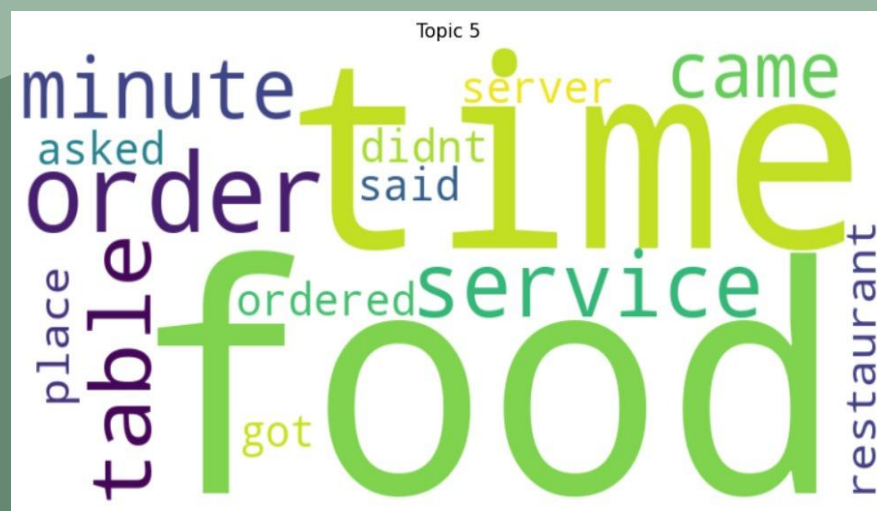 Topic 5
minute
time
server
came
asked
didnt
order
said
table
place
ordered
service
restaurant
food
got